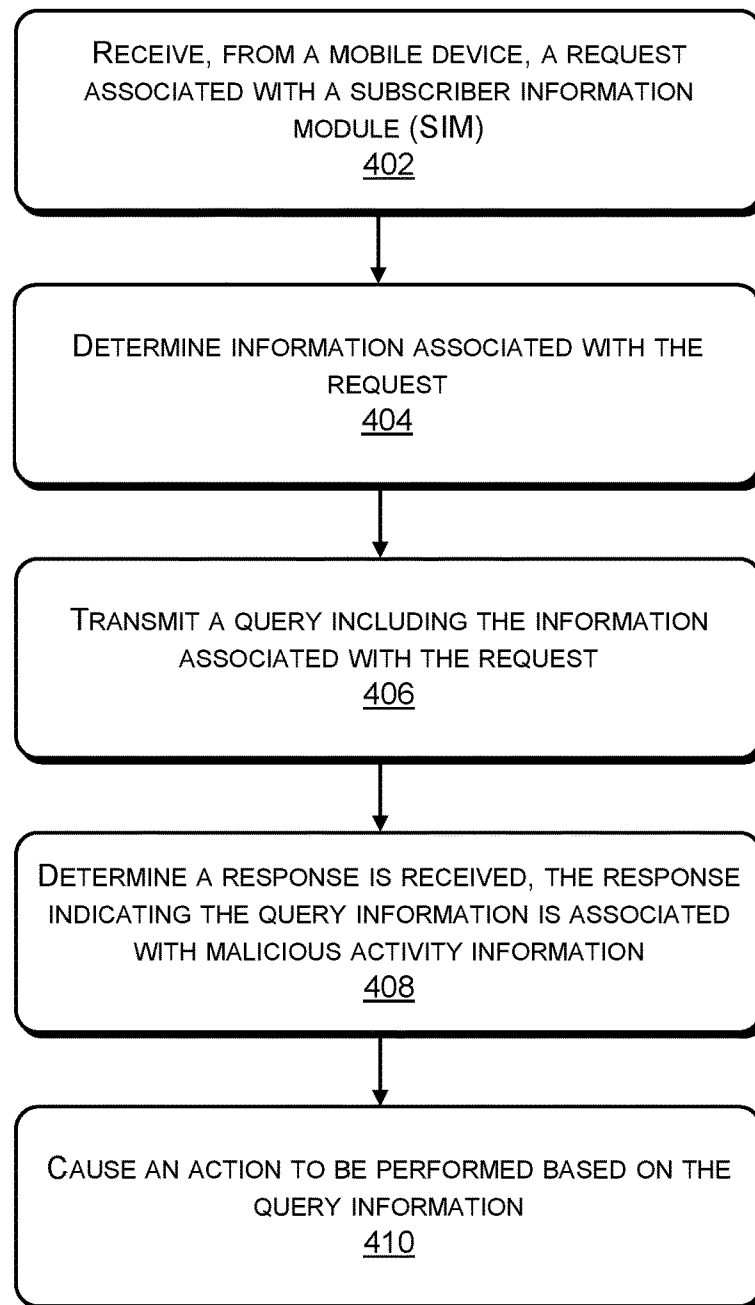 RECEIVE, FROM A MOBILE DEVICE, A REQUEST
ASSOCIATED WITH A SUBSCRIBER INFORMATION
MODULE (SIM)
402
DETERMINE INFORMATION ASSOCIATED WITH THE
REQUEST
404
TRANSMIT A QUERY INCLUDING THE INFORMATION
ASSOCIATED WITH THE REQUEST
406
DETERMINE A RESPONSE IS RECEIVED, THE RESPONSE
INDICATING THE QUERY INFORMATION IS ASSOCIATED
WITH MALICIOUS ACTIVITY INFORMATION
408
CAUSE AN ACTION TO BE PERFORMED BASED ON THE
QUERY INFORMATION
410